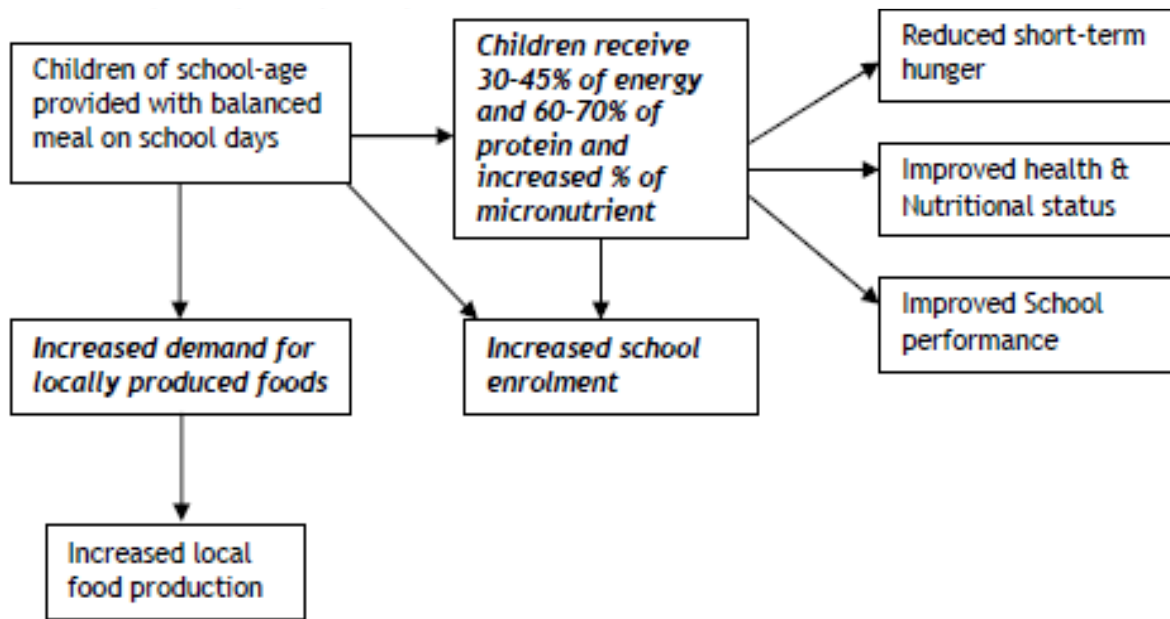 Children of school-age
provided with balanced
meal on school days
Children receive
30-45% of energy
and 60-70% of
protein and
increased % of
micronutrient
Reduced short-term
hunger
Improved health &
Nutritional status
Improved School
performance
Increased demand for
locally produced foods
Increased school
enrolment
Increased local
food production